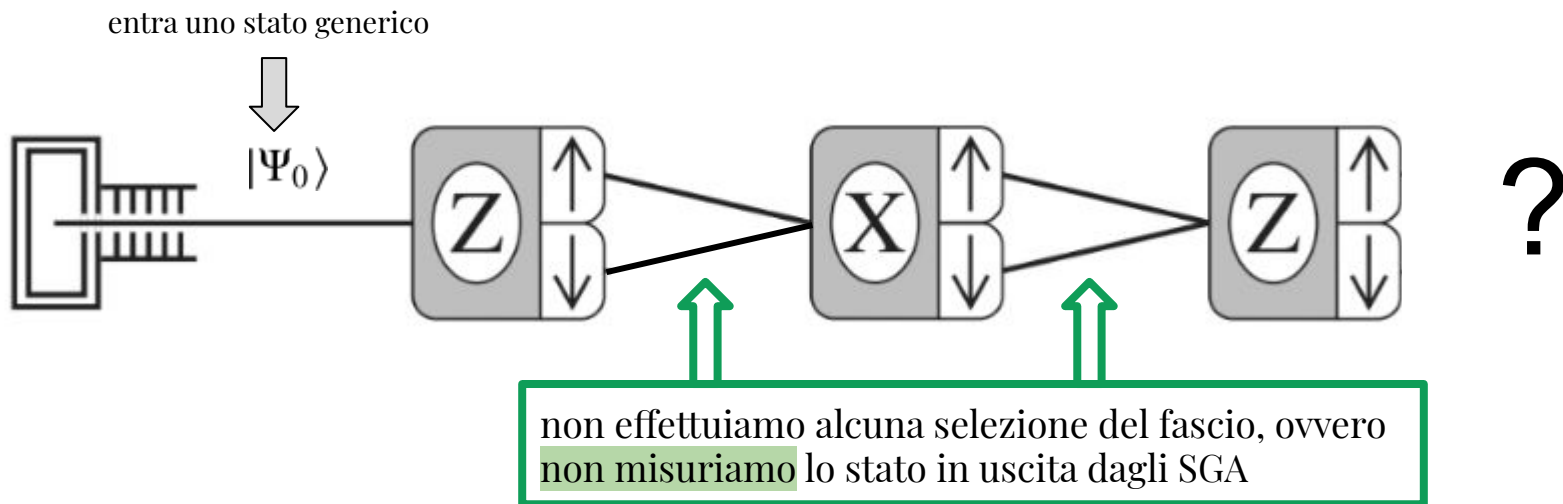 entra uno stato generico
|Ψ₀⟩
Z ↑ ↓ X ↑ ↓ Z ↑ ↓ ?
non effettuiamo alcuna selezione del fascio, ovvero
non misuriamo lo stato in uscita dagli SGA